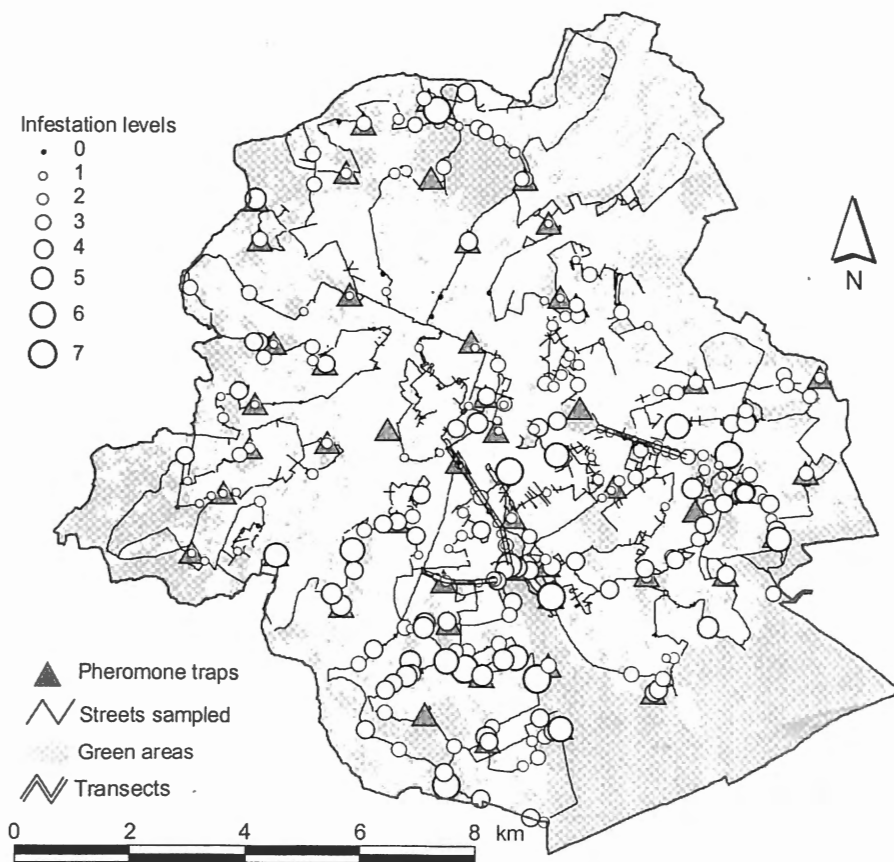 Infestation levels
0
1
2
3
4
5
6
7
N
Pheromone traps
Streets sampled
Green areas
Transects
0 2 4 6 8 km